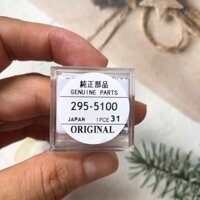 純正部品
GENUINE PARTS
295-5100
JAPAN 1PCE 31
ORIGINAL